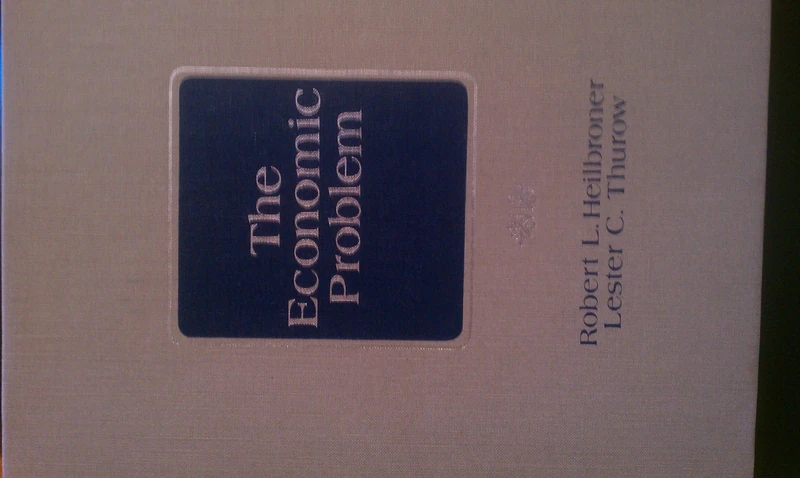 The
Economic
Problem
Robert L. Heilbroner
Lester C. Thurow